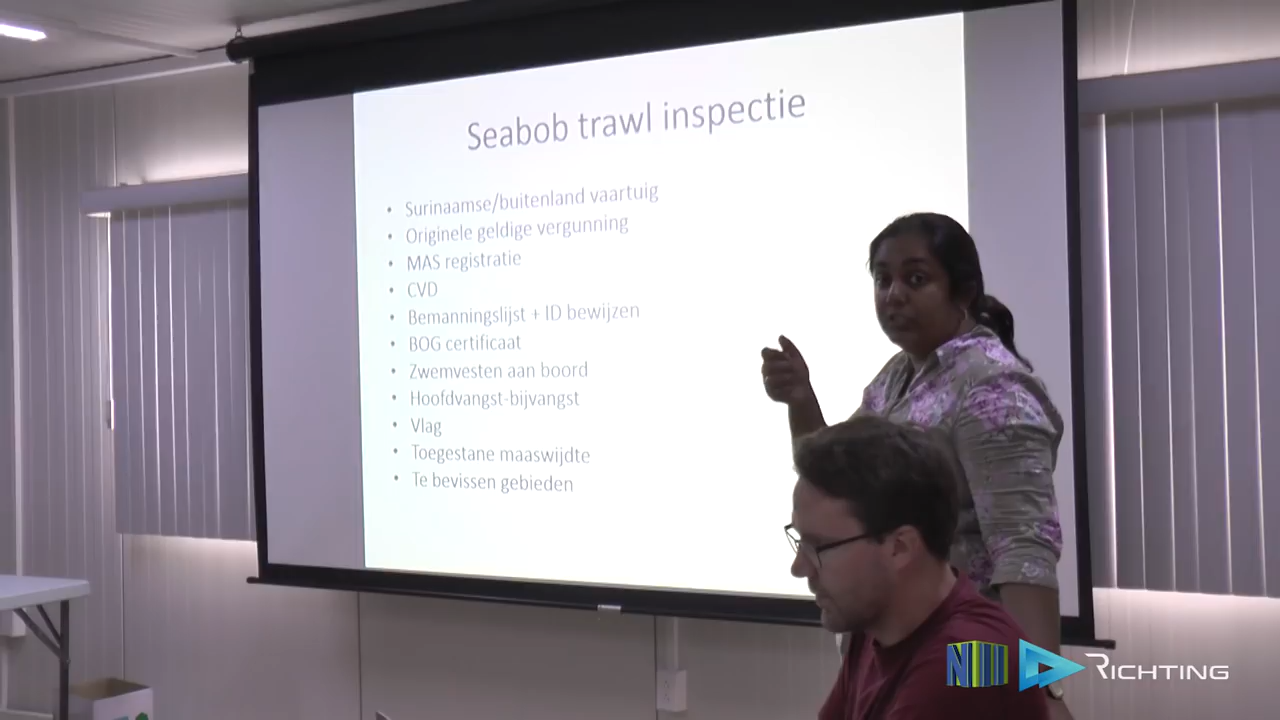 Seabob trawl inspectie
• Surinaamse/buitenland vaartuig
• Originele geldige vergunning
• MAS registratie
• CVD
• Bemanningslijst + ID bewijzen
• BOG certificaat
• Zwemvesten aan boord
• Hoofdvangst-bijvangst
• Vlag
• Toegestane maaswijdte
• Te bevissen gebieden
NII RICHTING